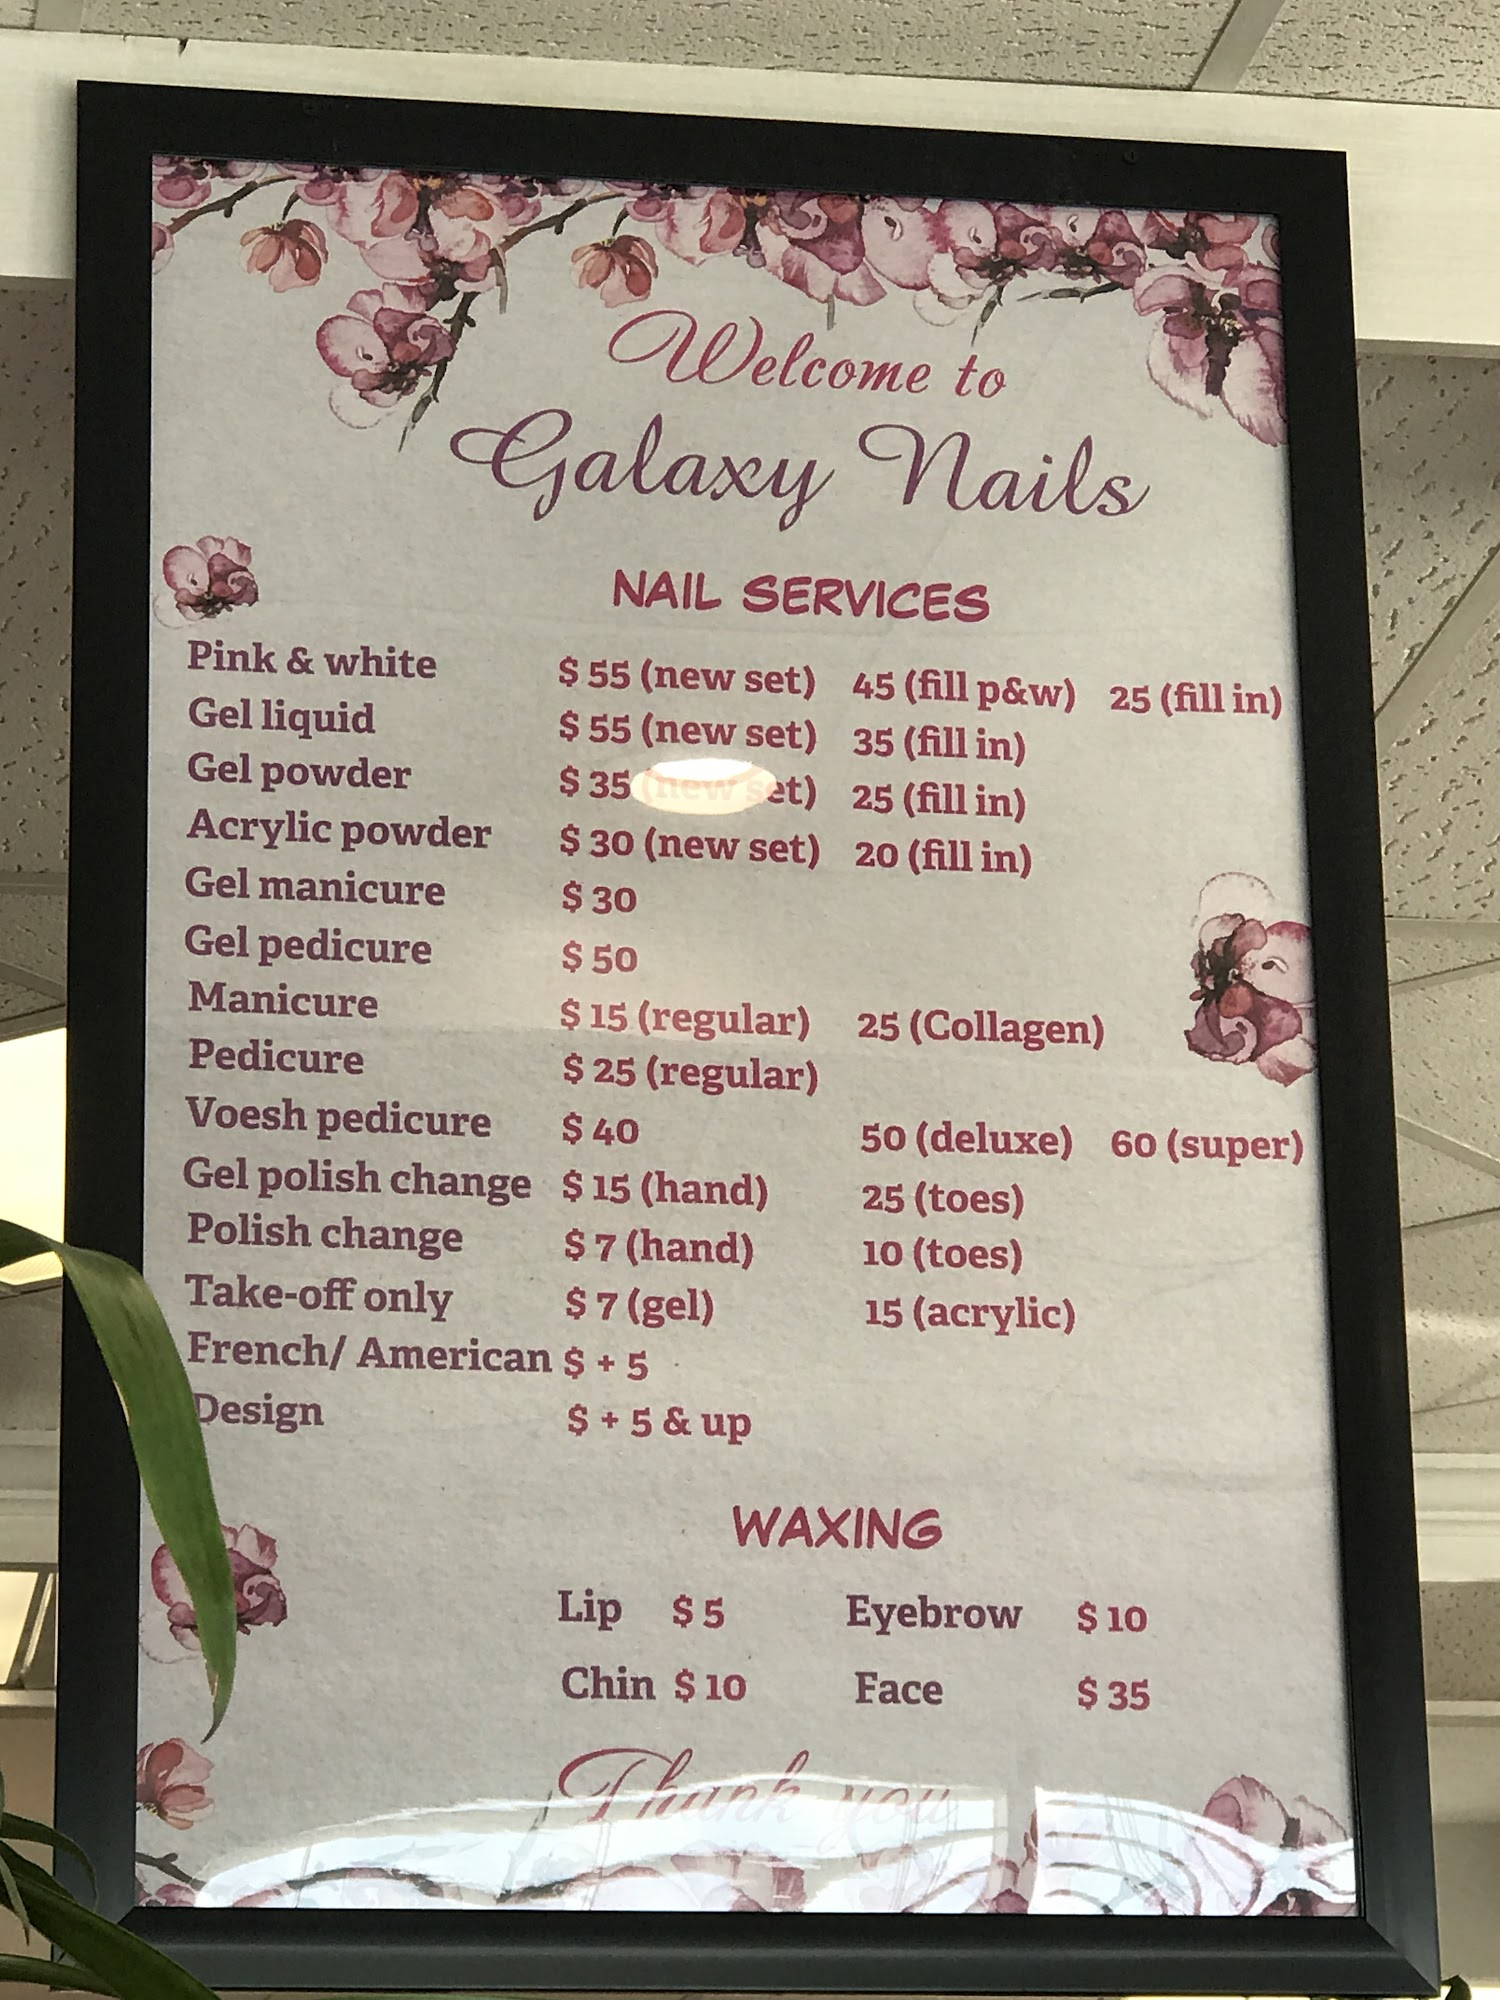 Welcome to
Galaxy Nails
NAIL SERVICES
Pink & white $ 55 (new set) 45 (fill p&w) 25 (fill in)
Gel liquid $ 55 (new set) 35 (fill in)
Gel powder $ 35 (new set) 25 (fill in)
Acrylic powder $ 30 (new set) 20 (fill in)
Gel manicure $ 30
Gel pedicure $ 50
Manicure $ 15 (regular) 25 (Collagen)
Pedicure $ 25 (regular)
Voesh pedicure $ 40 50 (deluxe) 60 (super)
Gel polish change $ 15 (hand) 25 (toes)
Polish change $ 7 (hand) 10 (toes)
Take-off only $ 7 (gel) 15 (acrylic)
French/ American $ + 5
Design $ + 5 & up
WAXING
Lip $ 5 Eyebrow $ 10
Chin $ 10 Face $ 35
Thank you